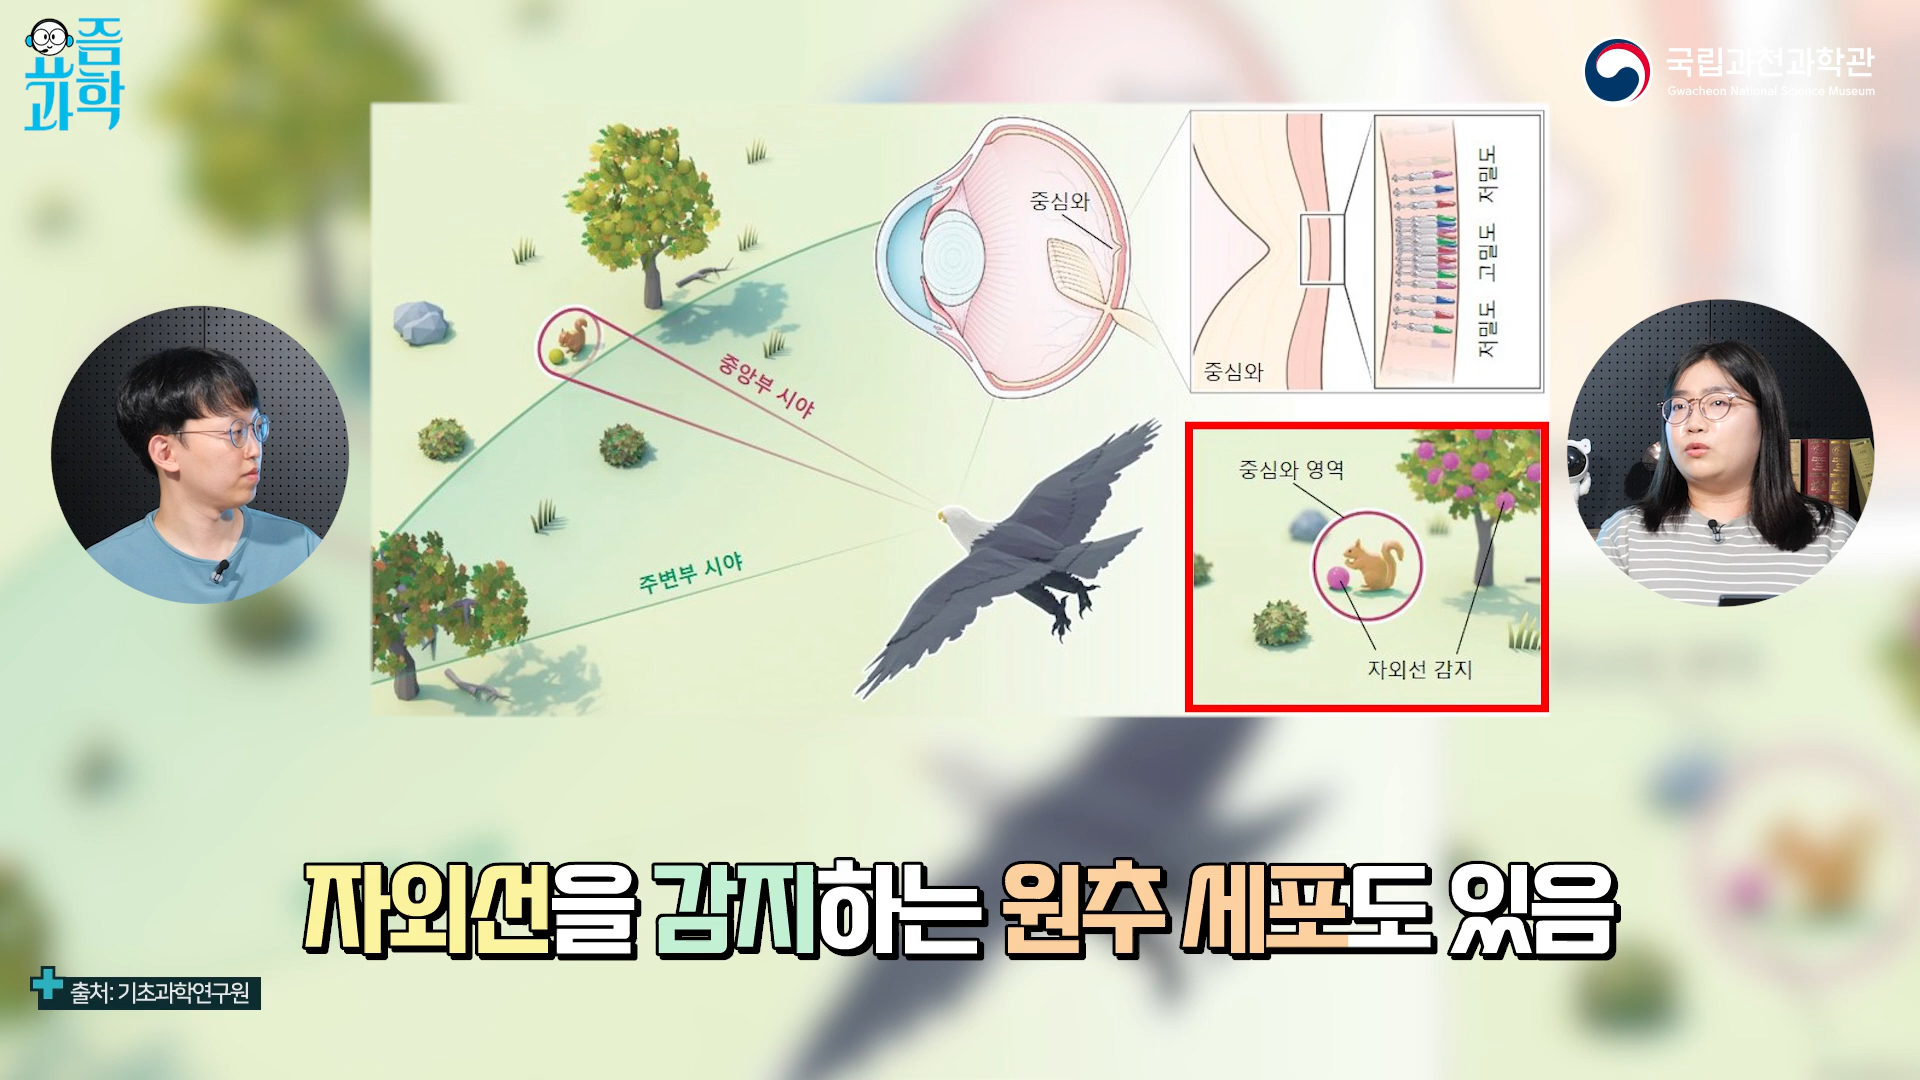 요즘과학
국립과천과학관
Gwacheon National Science Museum
중심와
중심와
저밀도 고밀도 저밀도
중앙부 시야
주변부 시야
중심와 영역
자외선 감지
자외선을 감지하는 원추 세포도 있음
출처: 기초과학연구원